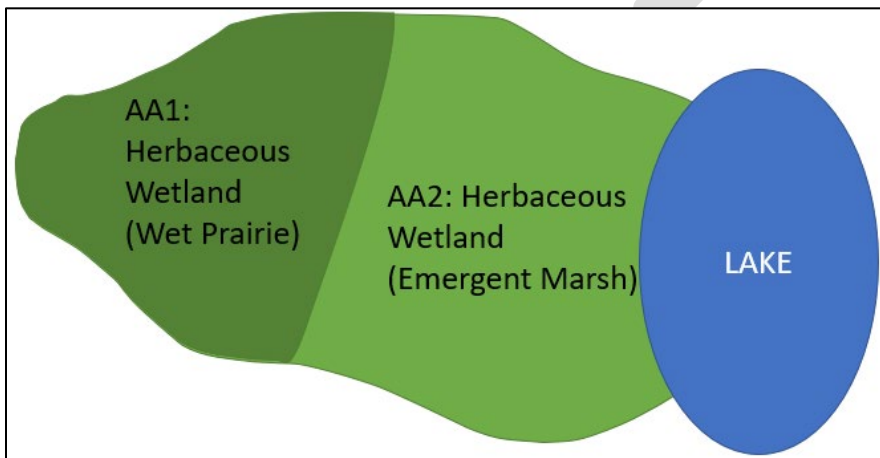 AA1:
Herbaceous
Wetland
(Wet Prairie)
AA2: Herbaceous
Wetland
(Emergent Marsh)
LAKE